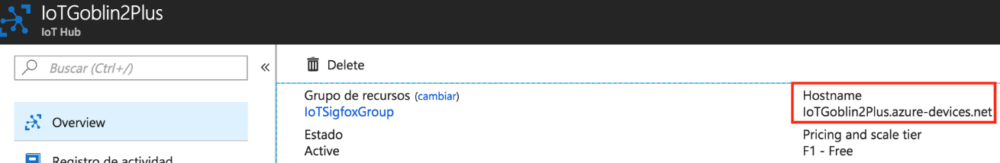 IoTGoblin2Plus
IoT Hub
Buscar (Ctrl+/)
«
Overview
Registro de actividad
Delete
Grupo de recursos (cambiar)
IoTSigfoxGroup
Estado
Active
Hostname
IoTGoblin2Plus.azure-devices.net
Pricing and scale tier
F1 - Free